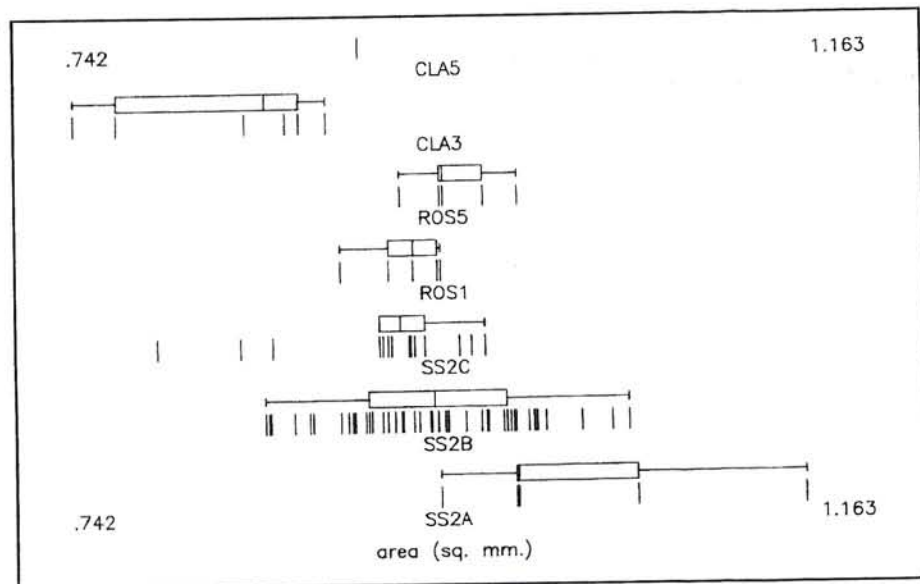 .742
1.163
CLA5
CLA3
ROS5
ROS1
SS2C
SS2B
SS2A
.742
1.163
area (sq. mm.)